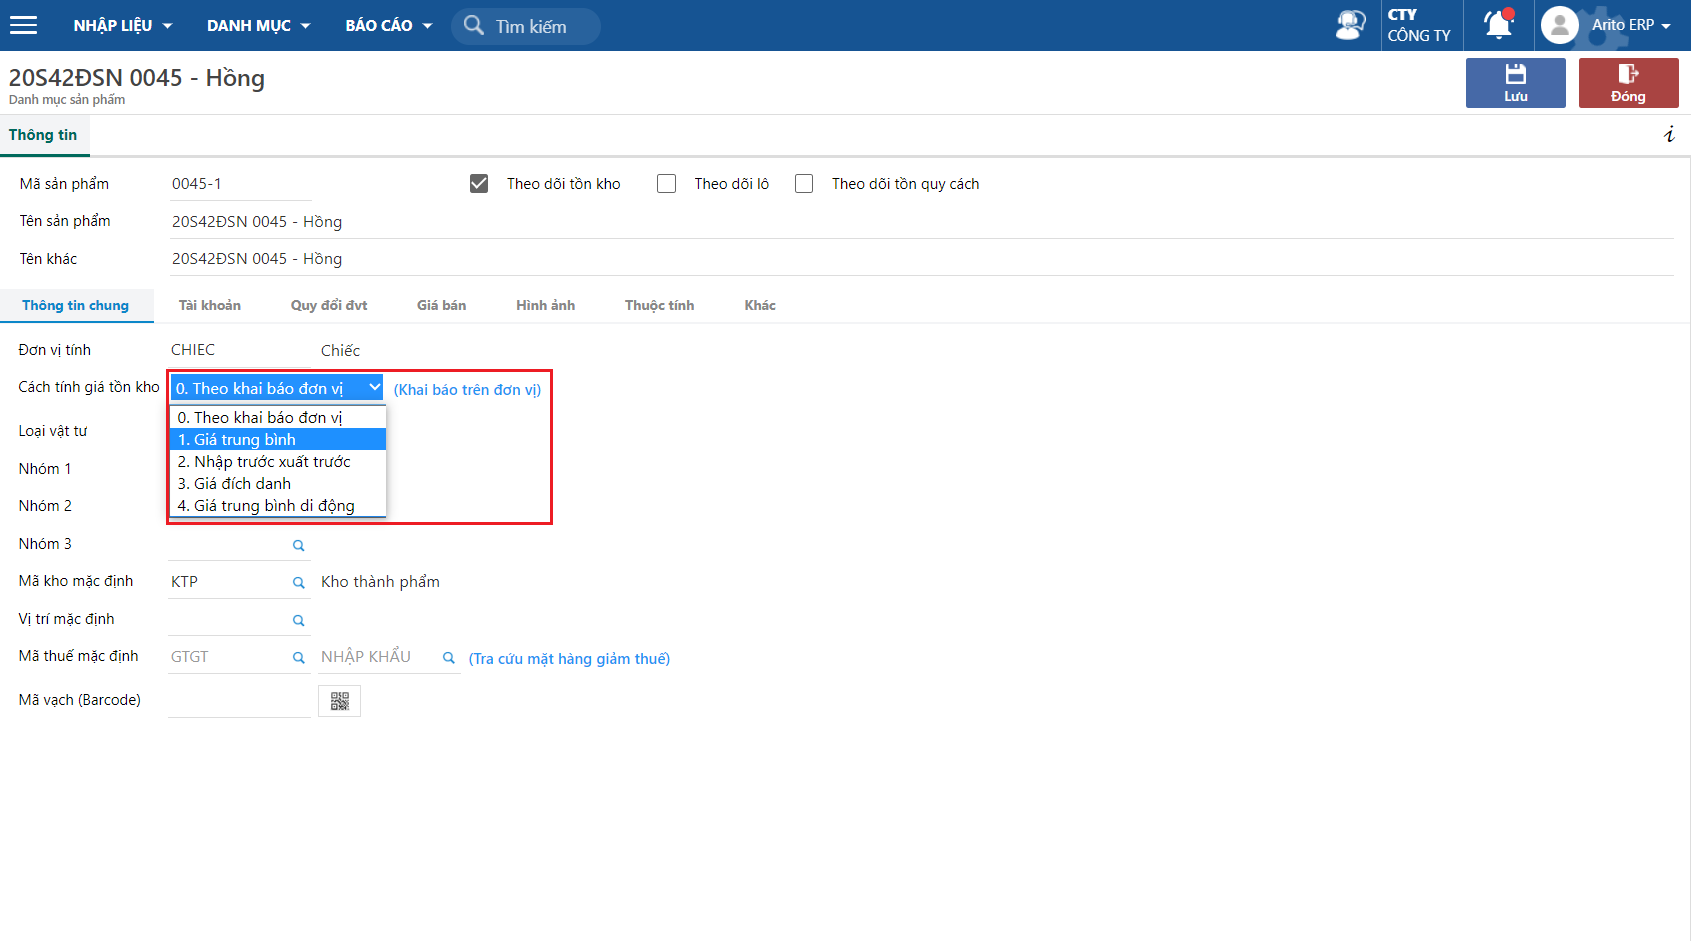 NHẬP LIỆU DANH MỤC BÁO CÁO Tìm kiếm CTY Arito ERP
CÔNG TY
20S42ĐSN 0045 - Hồng
Danh mục sản phẩm
Lưu Đóng
Thông tin i
Mã sản phẩm 0045-1 Theo dõi tồn kho Theo dõi lô Theo dõi tồn quy cách
Tên sản phẩm 20S42ĐSN 0045 - Hồng
Tên khác 20S42ĐSN 0045 - Hồng
Thông tin chung Tài khoản Quy đổi đvt Giá bán Hình ảnh Thuộc tính Khác
Đơn vị tính CHIEC Chiếc
Cách tính giá tồn kho 0. Theo khai báo đơn vị (Khai báo trên đơn vị)
0. Theo khai báo đơn vị
Loại vật tư 1. Giá trung bình
2. Nhập trước xuất trước
Nhóm 1 3. Giá đích danh
Nhóm 2 4. Giá trung bình di động
Nhóm 3
Mã kho mặc định KTP Kho thành phẩm
Vị trí mặc định
Mã thuế mặc định GTGT NHẬP KHẨU (Tra cứu mặt hàng giảm thuế)
Mã vạch (Barcode)